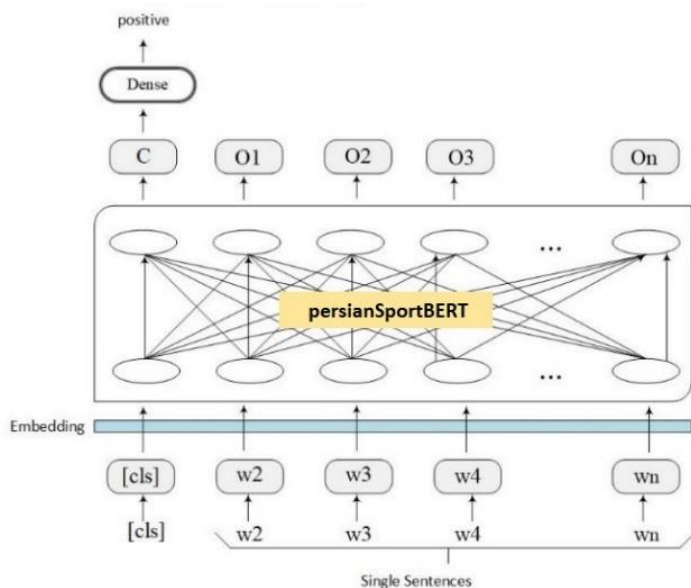 positive
Dense
C O1 O2 O3 On
...
persianSportBERT
...
Embedding
[cls] w2 w3 w4 wn
[cls] w2 w3 w4 wn
Single Sentences